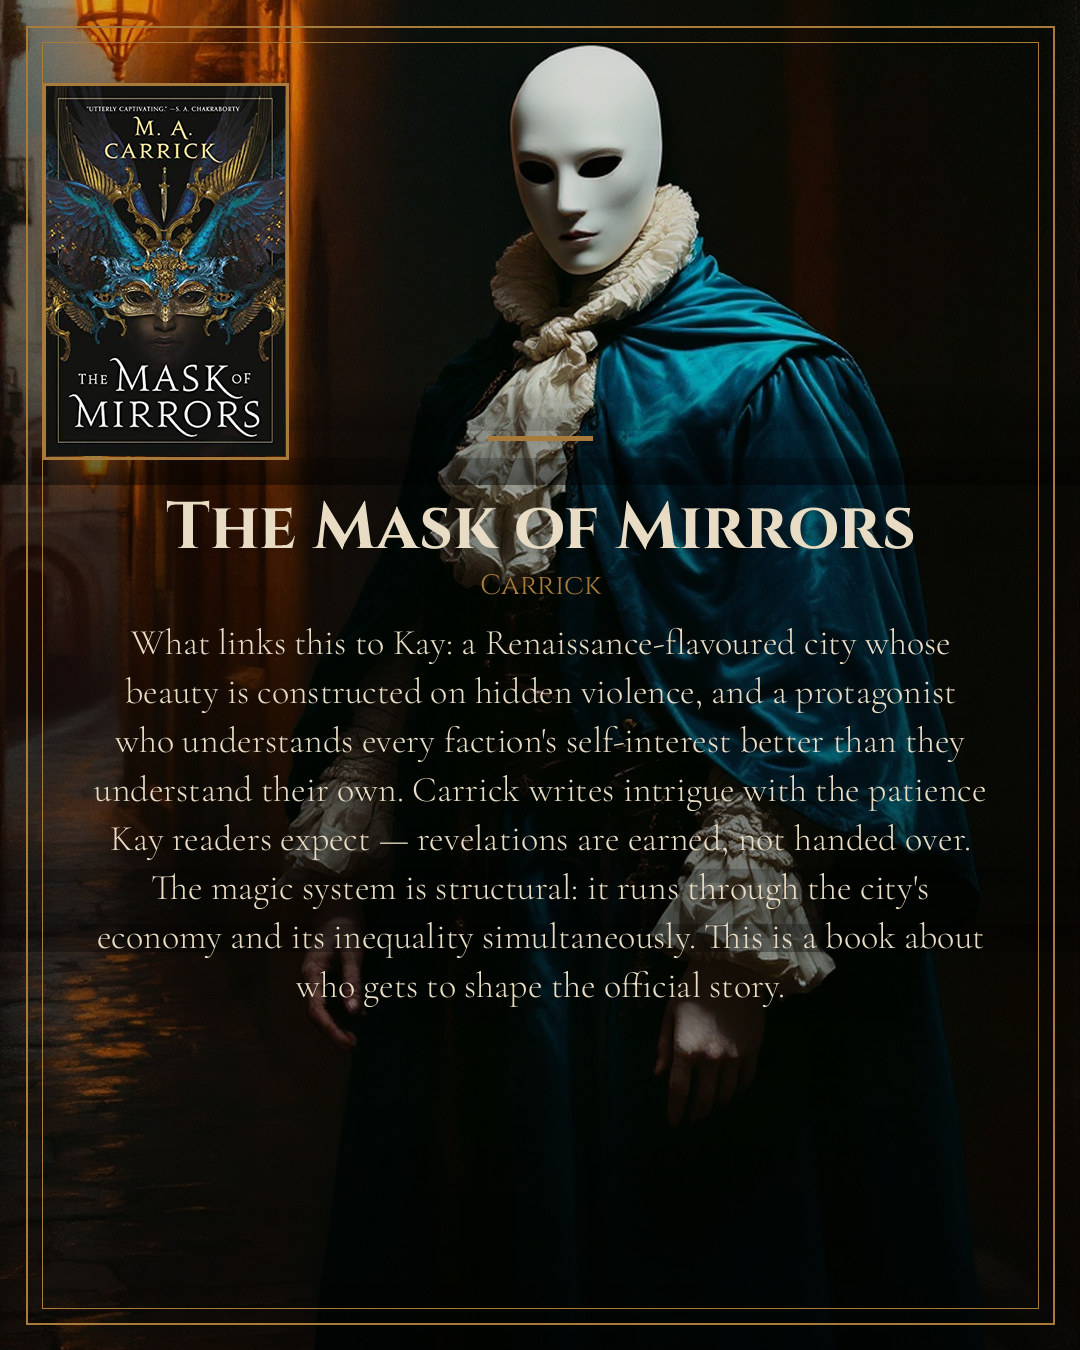 "UTTERLY CAPTIVATING." —S. A. CHAKRABORTY
M. A.
CARRICK
THE MASK OF
MIRRORS
THE MASK OF MIRRORS
CARRICK
What links this to Kay: a Renaissance-flavoured city whose
beauty is constructed on hidden violence, and a protagonist
who understands every faction's self-interest better than they
understand their own. Carrick writes intrigue with the patience
Kay readers expect — revelations are earned, not handed over.
The magic system is structural: it runs through the city's
economy and its inequality simultaneously. This is a book about
who gets to shape the official story.